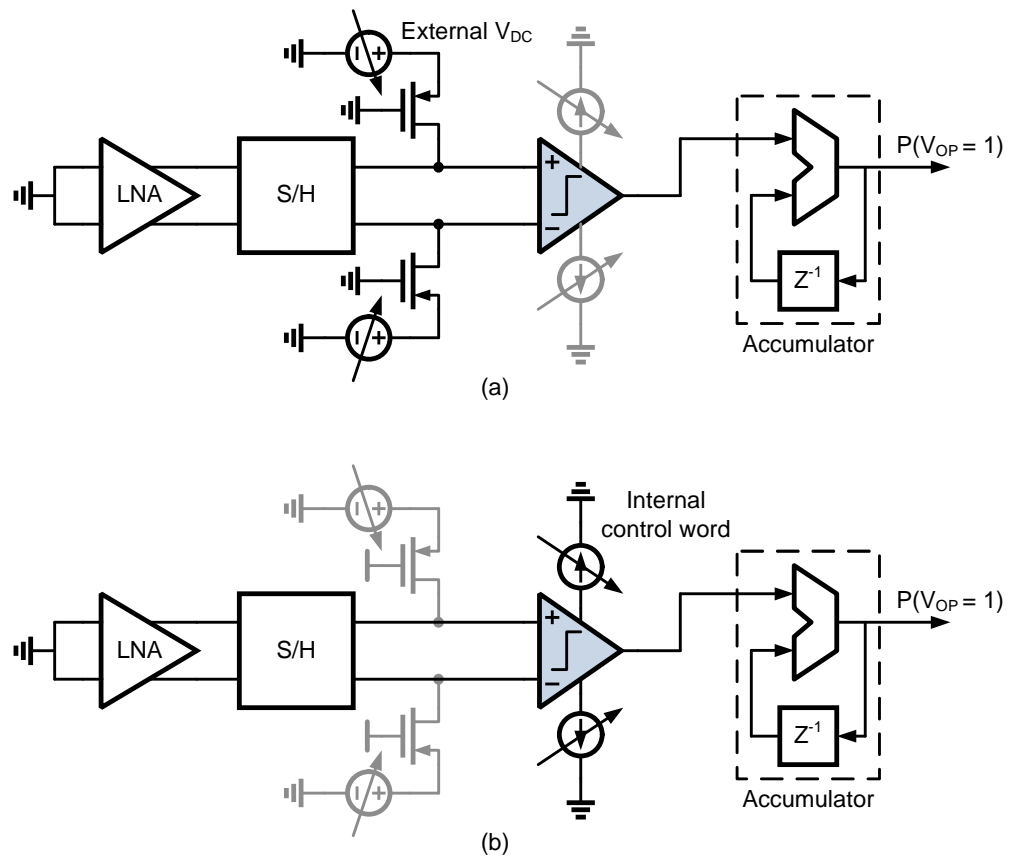 External V_DC
LNA
S/H
+
−
P(V_OP = 1)
Z^-1
Accumulator
(a)
Internal
control word
LNA
S/H
+
−
P(V_OP = 1)
Z^-1
Accumulator
(b)